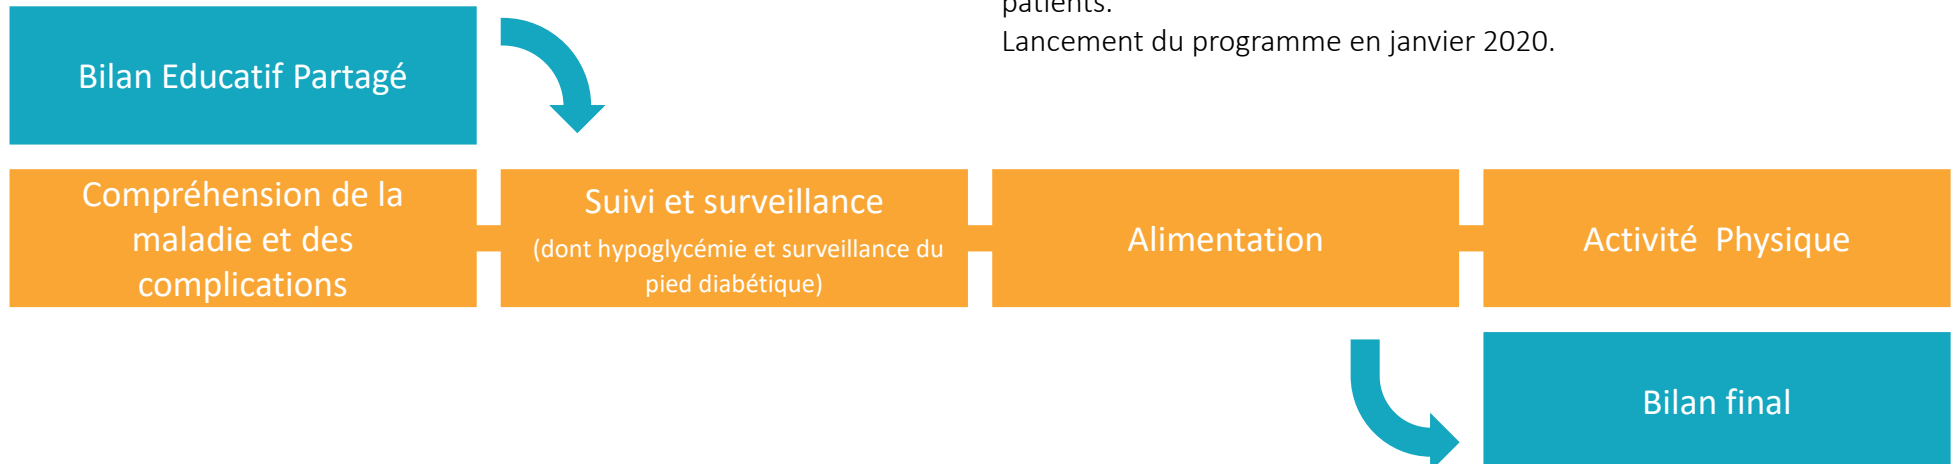 patients.
Lancement du programme en janvier 2020.
Bilan Educatif Partagé
Compréhension de la
maladie et des
complications
Suivi et surveillance
(dont hypoglycémie et surveillance du
pied diabétique)
Alimentation
Activité Physique
Bilan final